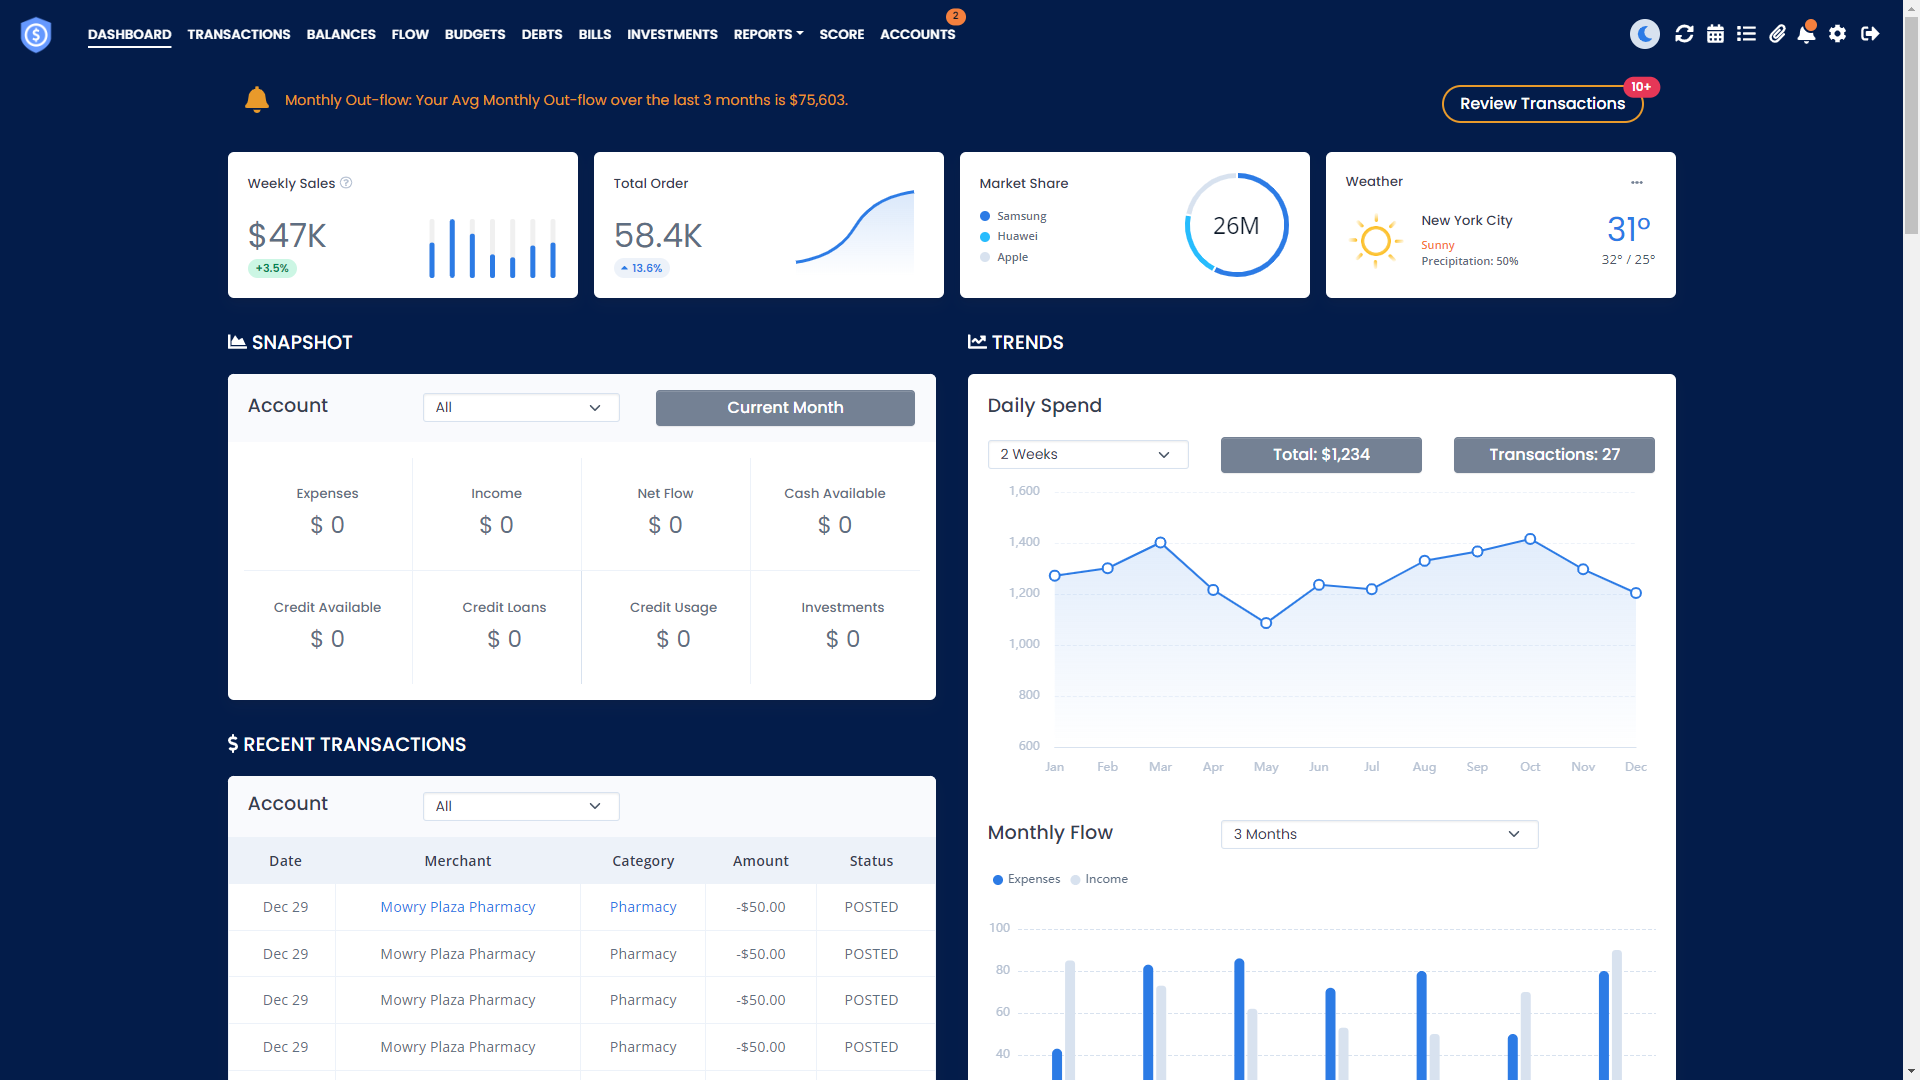 DASHBOARD TRANSACTIONS BALANCES FLOW BUDGETS DEBTS BILLS INVESTMENTS REPORTS SCORE ACCOUNTS 2
Monthly Out-flow: Your Avg Monthly Out-flow over the last 3 months is $75,603.
Review Transactions 10+
Weekly Sales
$47K
+3.5%
Total Order
58.4K
13.6%
Market Share
Samsung
Huawei
Apple
26M
Weather
New York City
Sunny
Precipitation: 50%
31°
32° / 25°
SNAPSHOT
Account All Current Month
Expenses Income Net Flow Cash Available
$ 0 $ 0 $ 0 $ 0
Credit Available Credit Loans Credit Usage Investments
$ 0 $ 0 $ 0 $ 0
RECENT TRANSACTIONS
Account All
Date Merchant Category Amount Status
Dec 29 Mowry Plaza Pharmacy Pharmacy -$50.00 POSTED
Dec 29 Mowry Plaza Pharmacy Pharmacy -$50.00 POSTED
Dec 29 Mowry Plaza Pharmacy Pharmacy -$50.00 POSTED
Dec 29 Mowry Plaza Pharmacy Pharmacy -$50.00 POSTED
TRENDS
Daily Spend
2 Weeks Total: $1,234 Transactions: 27
1,600
1,400
1,200
1,000
800
600
Jan Feb Mar Apr May Jun Jul Aug Sep Oct Nov Dec
Monthly Flow 3 Months
Expenses Income
100
80
60
40